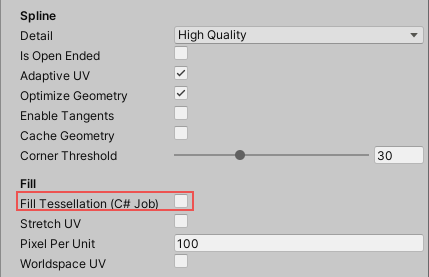 Spline
Detail High Quality
Is Open Ended
Adaptive UV
Optimize Geometry
Enable Tangents
Cache Geometry
Corner Threshold 30
Fill
Fill Tessellation (C# Job)
Stretch UV
Pixel Per Unit 100
Worldspace UV